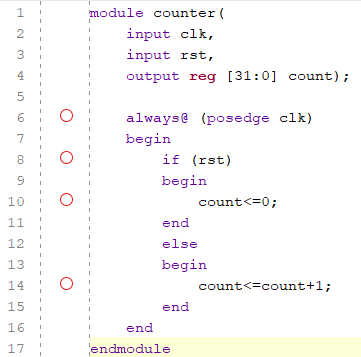 1 module counter(
2 input clk,
3 input rst,
4 output reg [31:0] count);
5
6 always@ (posedge clk)
7 begin
8 if (rst)
9 begin
10 count<=0;
11 end
12 else
13 begin
14 count<=count+1;
15 end
16 end
17 endmodule